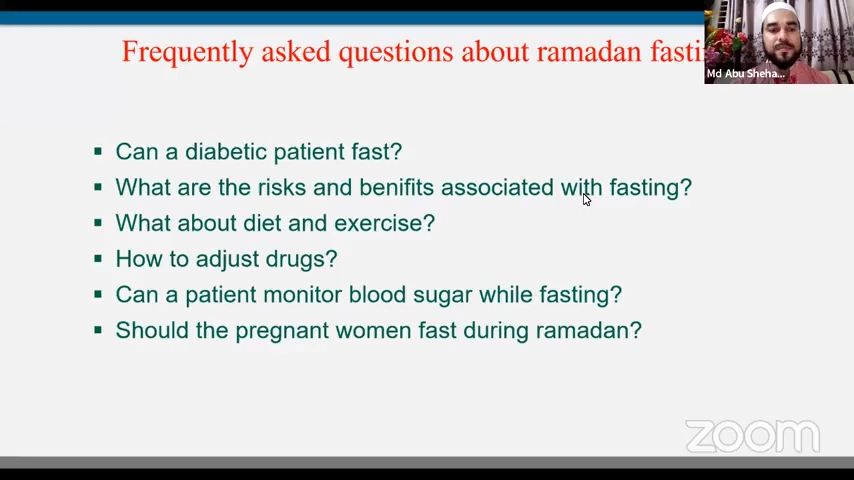 Frequently asked questions about ramadan fasti
Md Abu Sheha...
▪ Can a diabetic patient fast?
▪ What are the risks and benifits associated with fasting?
▪ What about diet and exercise?
▪ How to adjust drugs?
▪ Can a patient monitor blood sugar while fasting?
▪ Should the pregnant women fast during ramadan?
zoom